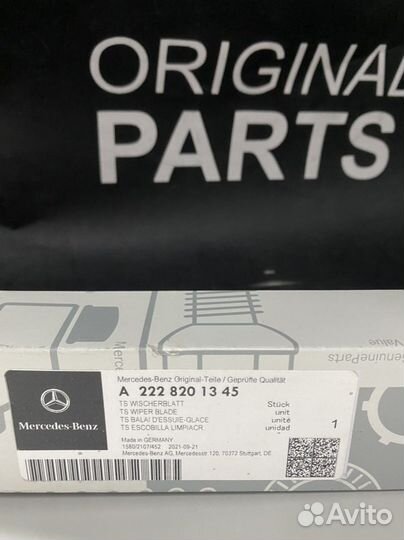 ORIGINAL
PARTS
Value
GenuineParts
Mercedes-Benz
Mercedes-Benz Original-Teile / Geprüfte Qualität
A 222 820 13 45
TS WISCHERBLATT Stück
TS WIPER BLADE unit
TS BALAI D'ESSUIE-GLACE unité
TS ESCOBILLA LIMPIACR unidad 1
Made in GERMANY
1580/2107/452 2021-09-21
Mercedes-Benz AG, Mercedesstr. 120, 70372 Stuttgart, DE
Avito